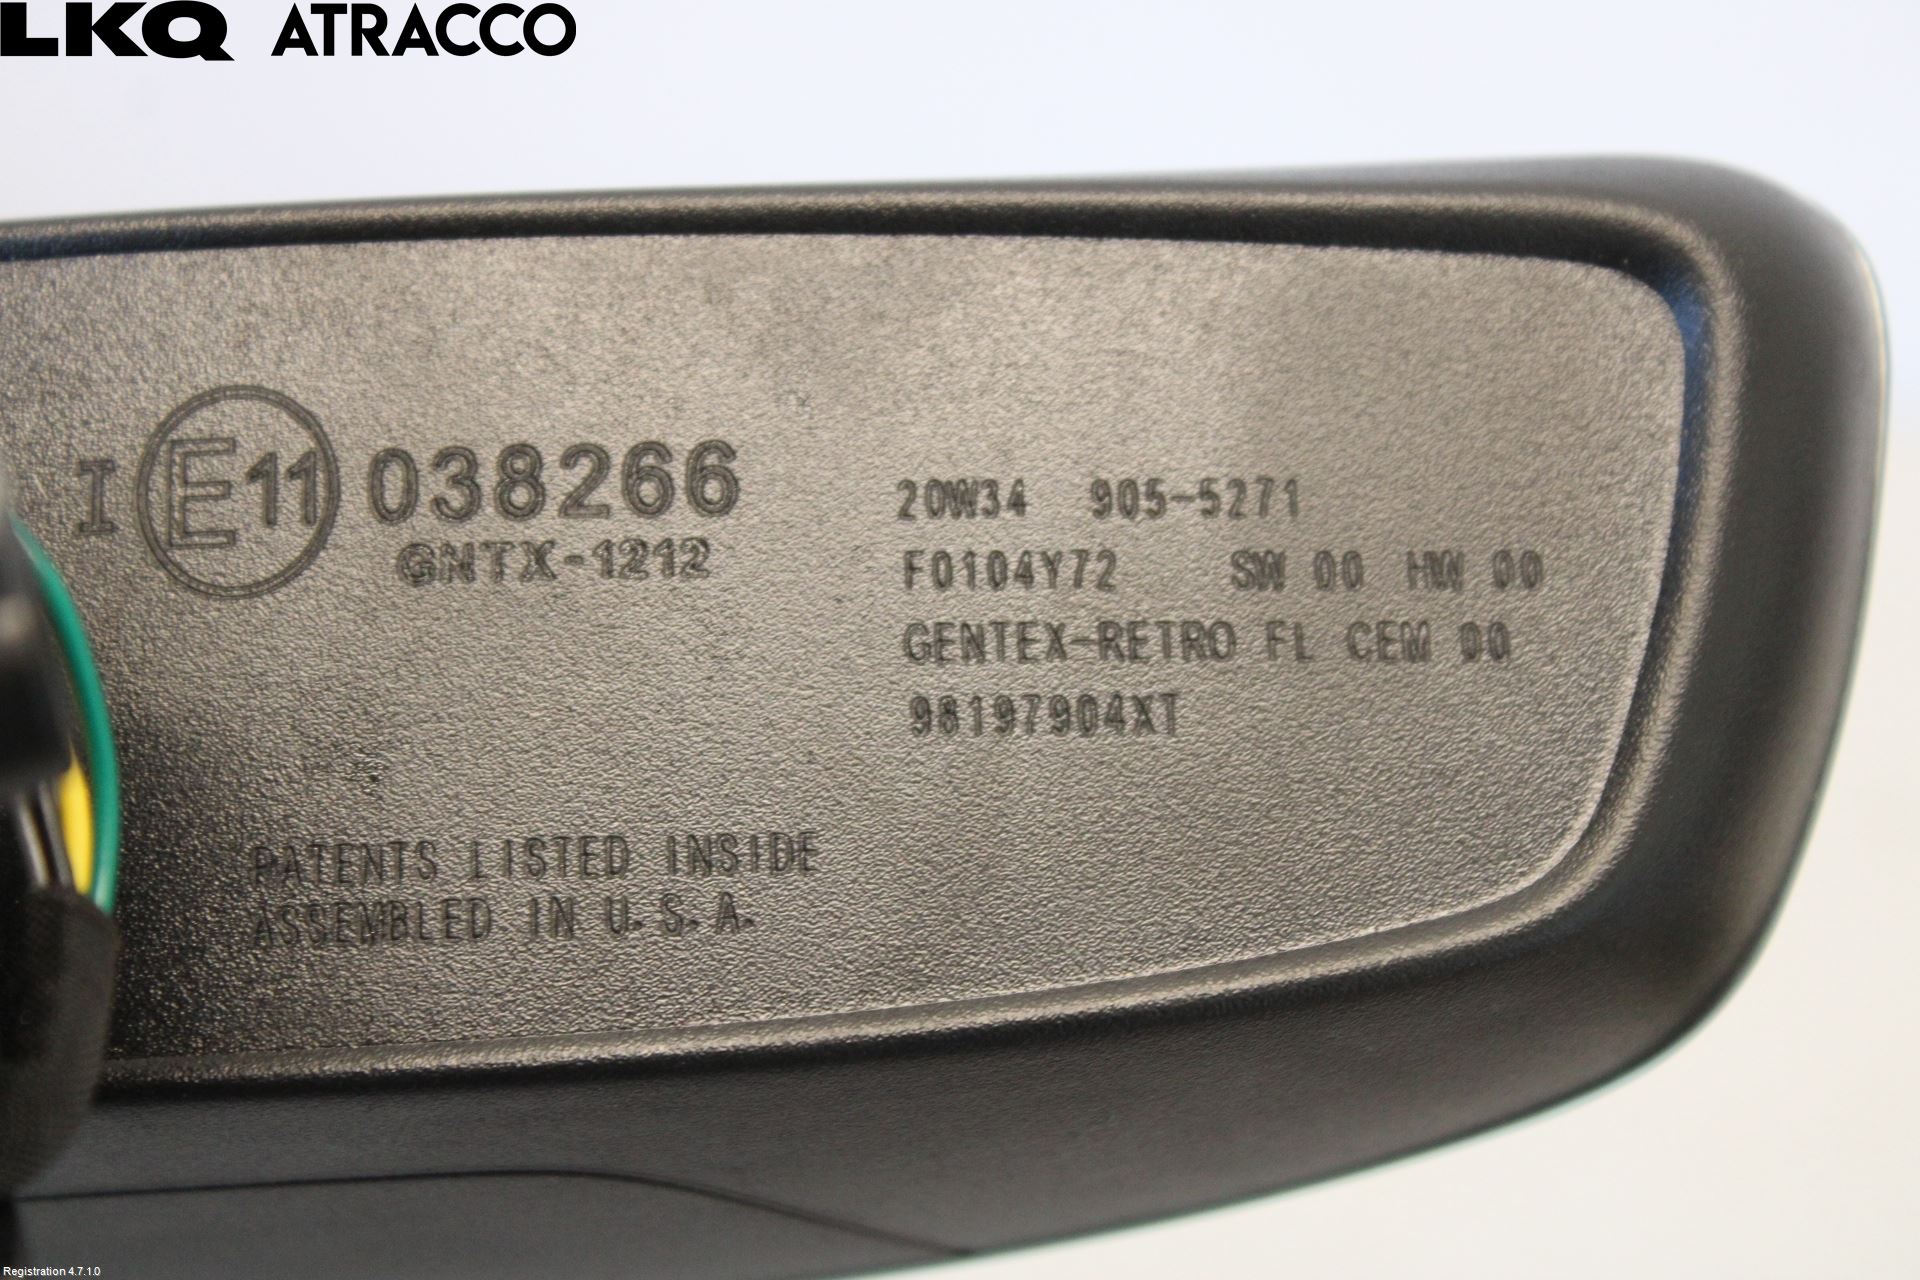 LKQ ATRACCO
I E11 038266
GNTX-1212
20W34 905-5271
F0104Y72 SW 00 HW 00
GENTEX-RETRO FL CEM 00
98197904XT
PATENTS LISTED INSIDE
ASSEMBLED IN U.S.A.
Registration 4.7.1.0